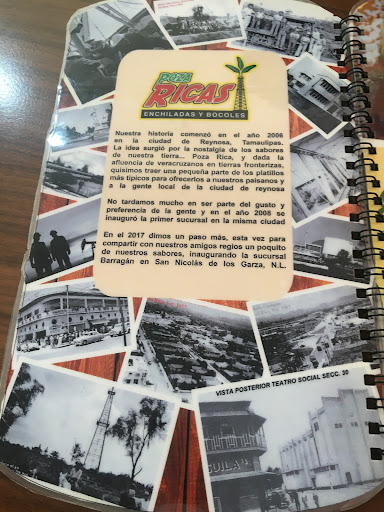 POZA
RICAS
ENCHILADAS Y BOCOLES
Nuestra historia comenzó en el año 2006
en la ciudad de Reynosa, Tamaulipas.
La idea surgió por la nostalgia de los sabores
de nuestra tierra... Poza Rica, y dada la
afluencia de veracruzanos en tierras fronterizas,
quisimos traer una pequeña parte de los platillos
más típicos para ofrecerlos a nuestros paisanos y
a la gente local de la ciudad de reynosa
No tardamos mucho en ser parte del gusto y
preferencia de la gente y en el año 2008 se
inauguró la primer sucursal en la misma ciudad
En el 2017 dimos un paso más, esta vez para
compartir con nuestros amigos regios un poquito
de nuestros sabores, inaugurando la sucursal
Barragán en San Nicolás de los Garza, N.L.
VISTA POSTERIOR TEATRO SOCIAL SECC. 30
GUILA